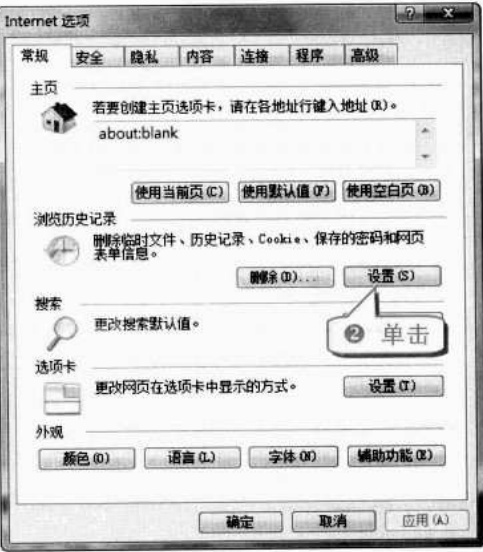 Internet 选项
常规 安全 隐私 内容 连接 程序 高级
主页
若要创建主页选项卡，请在各地址行键入地址(R)。
about:blank
使用当前页(C) 使用默认值(F) 使用空白页(B)
浏览历史记录
删除临时文件、历史记录、Cookie、保存的密码和网页
表单信息。
删除(D)... 设置(S)
搜索
更改搜索默认值。
❷ 单击
选项卡
更改网页在选项卡中显示的方式。 设置(T)
外观
颜色(O) 语言(L) 字体(N) 辅助功能(E)
确定 取消 应用(A)